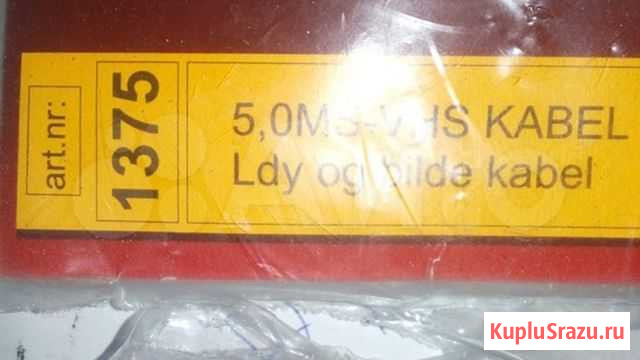 art.nr:
1375
5,0M S-VHS KABEL
Ldy og bilde kabel
KupluSrazu.ru